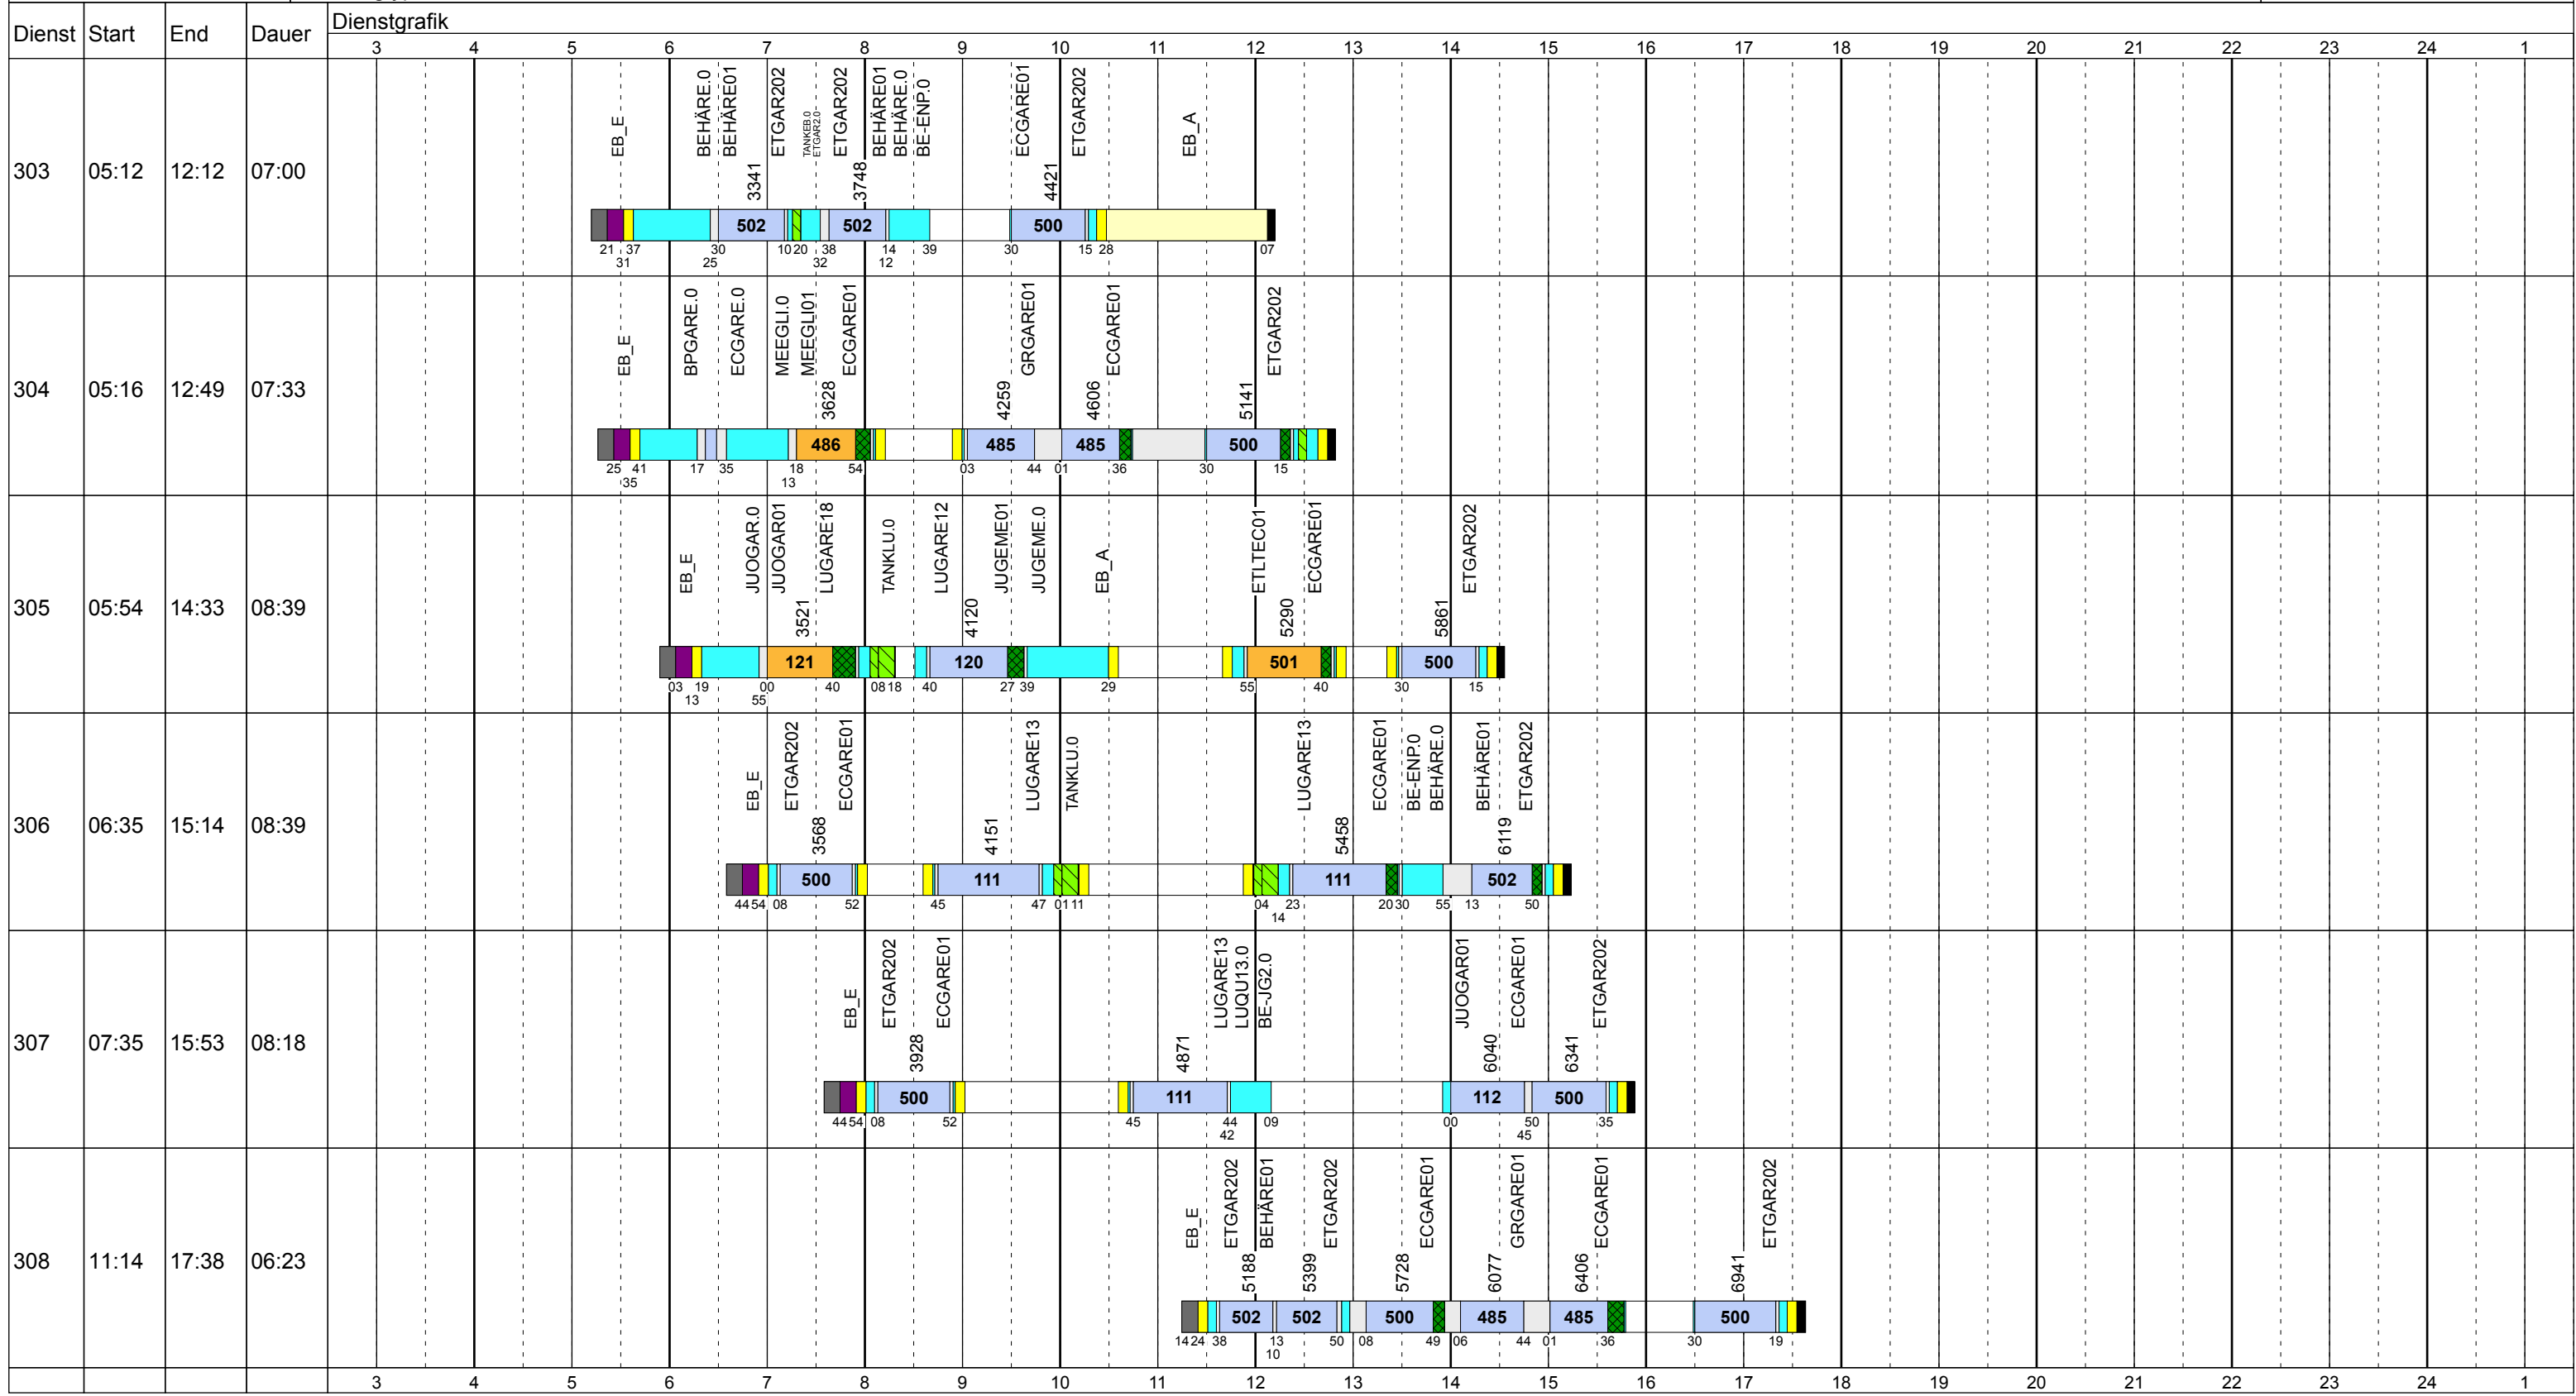 Dienst Start End Dauer Dienstgrafik
3 4 5 6 7 8 9 10 11 12 13 14 15 16 17 18 19 20 21 22 23 24 1
EB_E BEHÄRE.0 BEHÄRE01 ETGAR202 TANKEB.0 ETGAR2.0 ETGAR202 BEHÄRE01 BEHÄRE.0 BE-ENP.0 ECGARE01 ETGAR202 EB_A
3341 3748 4421
303 05:12 12:12 07:00
502 502 500
21 37 30 10 20 38 14 39 30 15 28 07
31 25 32 12
EB_E BPGARE.0 ECGARE.0 MEEGLI.0 MEEGLI01 ECGARE01 GRGARE01 ECGARE01 ETGAR202
3628 4259 4606 5141
304 05:16 12:49 07:33
486 485 485 500
25 41 17 35 18 54 03 44 01 36 30 15
35 13
EB_E JUOGAR.0 JUOGAR01 LUGARE18 TANKLU.0 LUGARE12 JUGEME01 JUGEME.0 EB_A ETLTEC01 ECGARE01 ETGAR202
3521 4120 5290 5861
305 05:54 14:33 08:39
121 120 501 500
03 19 00 40 08 18 40 27 39 29 55 40 30 15
13 55
EB_E ETGAR202 ECGARE01 LUGARE13 TANKLU.0 LUGARE13 ECGARE01 BE-ENP.0 BEHÄRE.0 BEHÄRE01 ETGAR202
3568 4151 5458 6119
306 06:35 15:14 08:39
500 111 111 502
44 54 08 52 45 47 01 11 04 23 20 30 55 13 50
14
EB_E ETGAR202 ECGARE01 LUGARE13 LUQU13.0 BE-JG2.0 JUOGAR01 ECGARE01 ETGAR202
3928 4871 6040 6341
307 07:35 15:53 08:18
500 111 112 500
44 54 08 52 45 44 09 00 50 35
42 45
EB_E ETGAR202 BEHÄRE01 ETGAR202 ECGARE01 GRGARE01 ECGARE01 ETGAR202
5188 5399 5728 6077 6406 6941
308 11:14 17:38 06:23
502 502 500 485 485 500
14 24 38 13 50 08 49 06 44 01 36 30 19
10
3 4 5 6 7 8 9 10 11 12 13 14 15 16 17 18 19 20 21 22 23 24 1